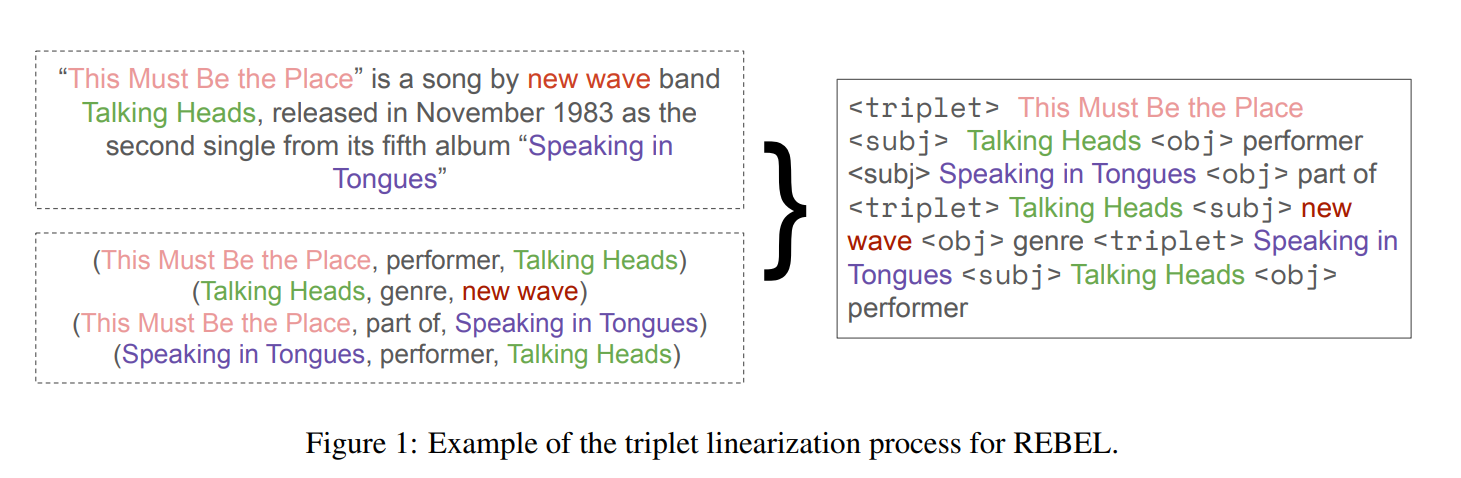 “This Must Be the Place” is a song by new wave band
Talking Heads, released in November 1983 as the
second single from its fifth album “Speaking in
Tongues”
(This Must Be the Place, performer, Talking Heads)
(Talking Heads, genre, new wave)
(This Must Be the Place, part of, Speaking in Tongues)
(Speaking in Tongues, performer, Talking Heads)
}
<triplet> This Must Be the Place
<subj> Talking Heads <obj> performer
<subj> Speaking in Tongues <obj> part of
<triplet> Talking Heads <subj> new
wave <obj> genre <triplet> Speaking in
Tongues <subj> Talking Heads <obj>
performer
Figure 1: Example of the triplet linearization process for REBEL.